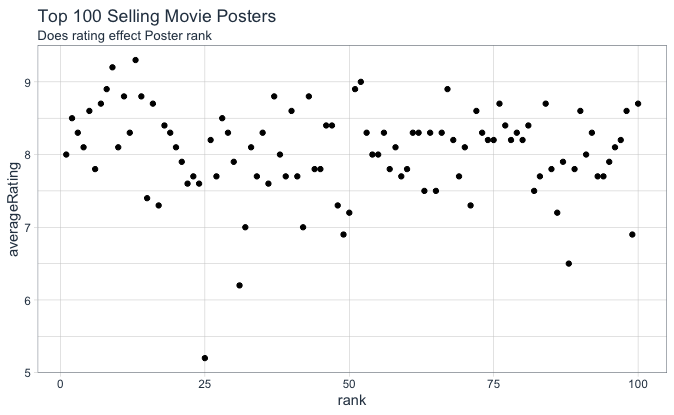 Top 100 Selling Movie Posters
Does rating effect Poster rank
9
8
7
6
5
averageRating
0 25 50 75 100
rank